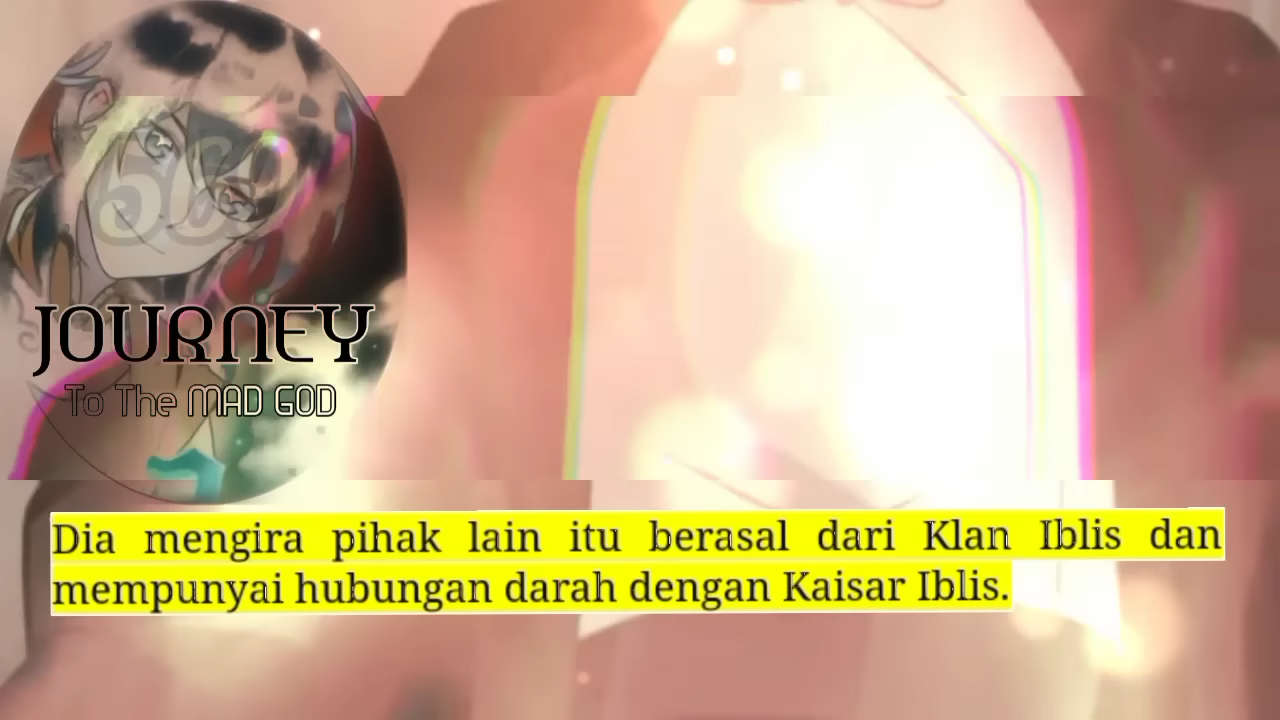 JOURNEY
To The MAD GOD
Dia mengira pihak lain itu berasal dari Klan Iblis dan
mempunyai hubungan darah dengan Kaisar Iblis.